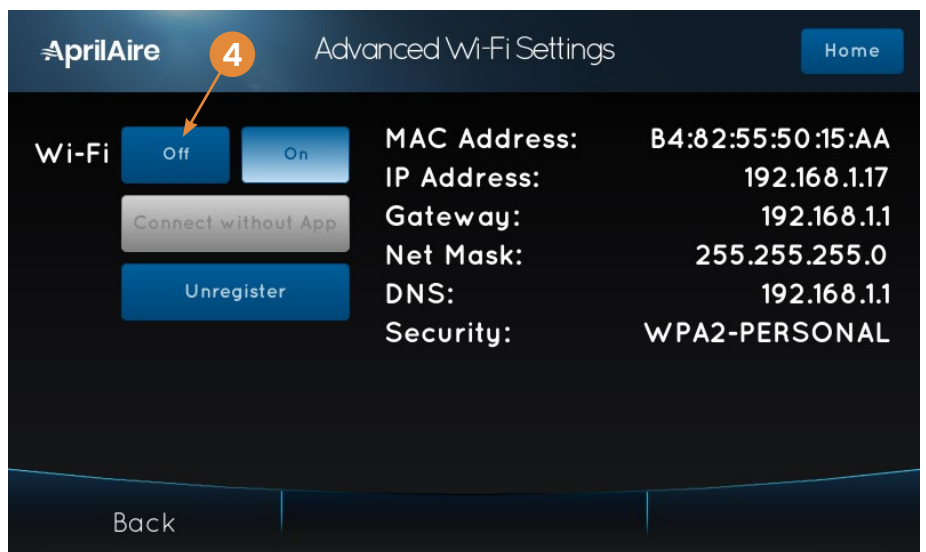 AprilAire
4
Advanced Wi-Fi Settings
Home
Wi-Fi
Off
On
Connect without App
Unregister
MAC Address: B4:82:55:50:15:AA
IP Address: 192.168.1.17
Gateway: 192.168.1.1
Net Mask: 255.255.255.0
DNS: 192.168.1.1
Security: WPA2-PERSONAL
Back